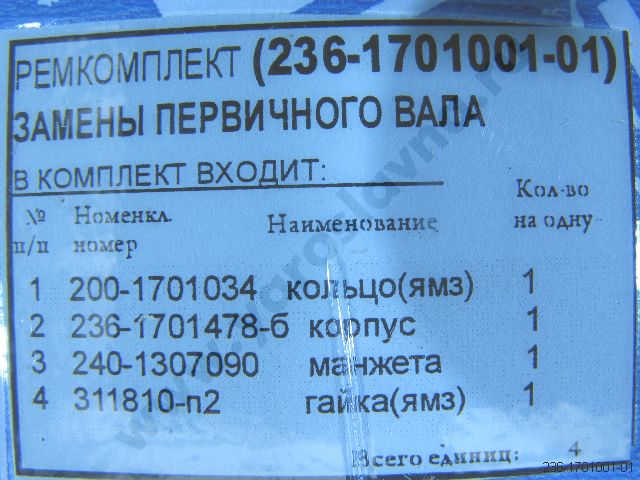 РЕМКОМПЛЕКТ (236-1701001-01)
ЗАМЕНЫ ПЕРВИЧНОГО ВАЛА
В КОМПЛЕКТ ВХОДИТ:
№ п/п Номенкл. номер Наименование Кол-во на одну
1 200-1701034 кольцо(ямз) 1
2 236-1701478-б корпус 1
3 240-1307090 манжета 1
4 311810-п2 гайка(ямз) 1
Всего единиц: 4
236-1701001-01